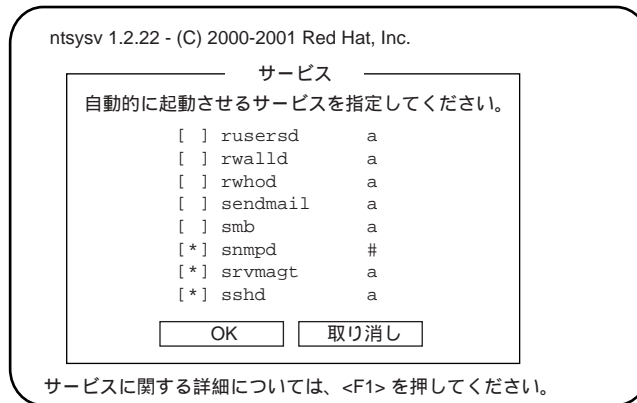 ntsysv 1.2.22 - (C) 2000-2001 Red Hat, Inc.
サービス
自動的に起動させるサービスを指定してください。
[ ] rusersd a
[ ] rwalld a
[ ] rwhod a
[ ] sendmail a
[ ] smb a
[*] snmpd #
[*] srvmagt a
[*] sshd a
OK 取り消し
サービスに関する詳細については、<F1> を押してください。